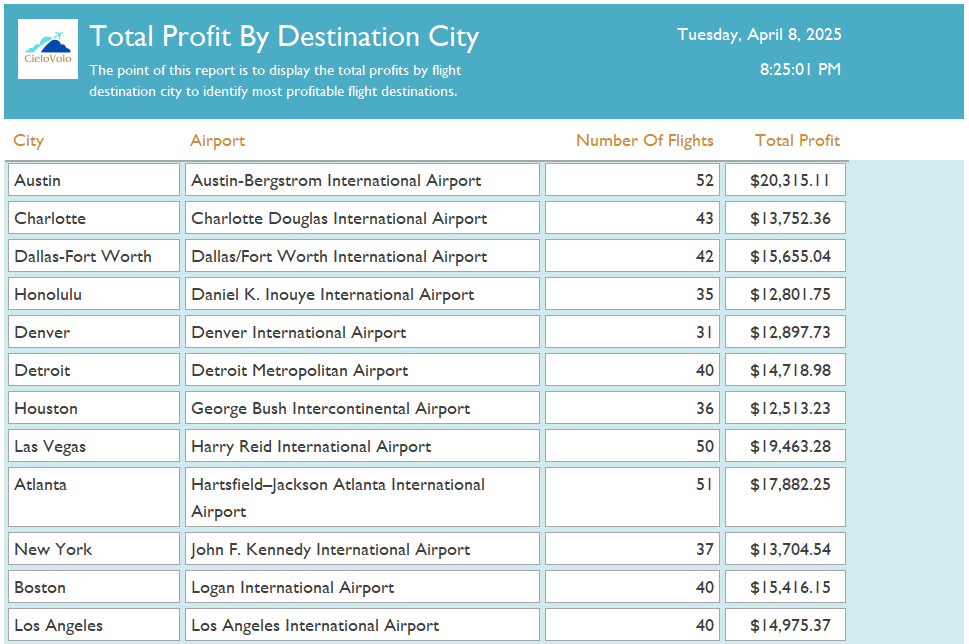 CieloVolo
Total Profit By Destination City
The point of this report is to display the total profits by flight
destination city to identify most profitable flight destinations.
Tuesday, April 8, 2025
8:25:01 PM
City Airport Number Of Flights Total Profit
Austin Austin-Bergstrom International Airport 52 $20,315.11
Charlotte Charlotte Douglas International Airport 43 $13,752.36
Dallas-Fort Worth Dallas/Fort Worth International Airport 42 $15,655.04
Honolulu Daniel K. Inouye International Airport 35 $12,801.75
Denver Denver International Airport 31 $12,897.73
Detroit Detroit Metropolitan Airport 40 $14,718.98
Houston George Bush Intercontinental Airport 36 $12,513.23
Las Vegas Harry Reid International Airport 50 $19,463.28
Atlanta Hartsfield–Jackson Atlanta International 51 $17,882.25
Airport
New York John F. Kennedy International Airport 37 $13,704.54
Boston Logan International Airport 40 $15,416.15
Los Angeles Los Angeles International Airport 40 $14,975.37